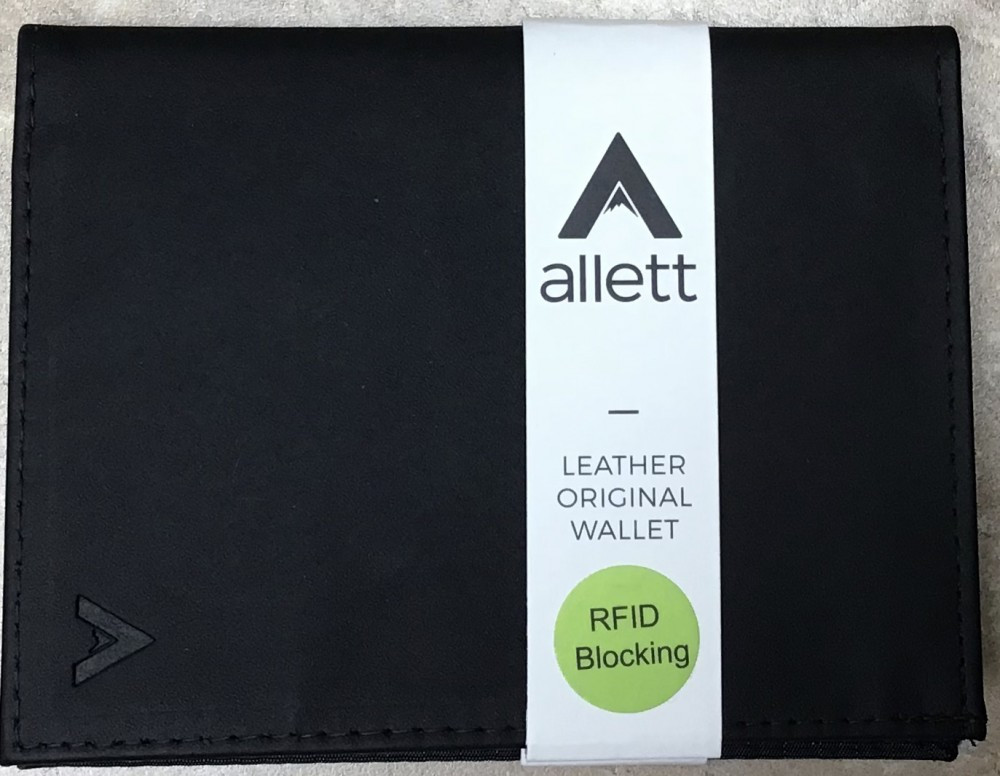 allett
LEATHER
ORIGINAL
WALLET
RFID
Blocking